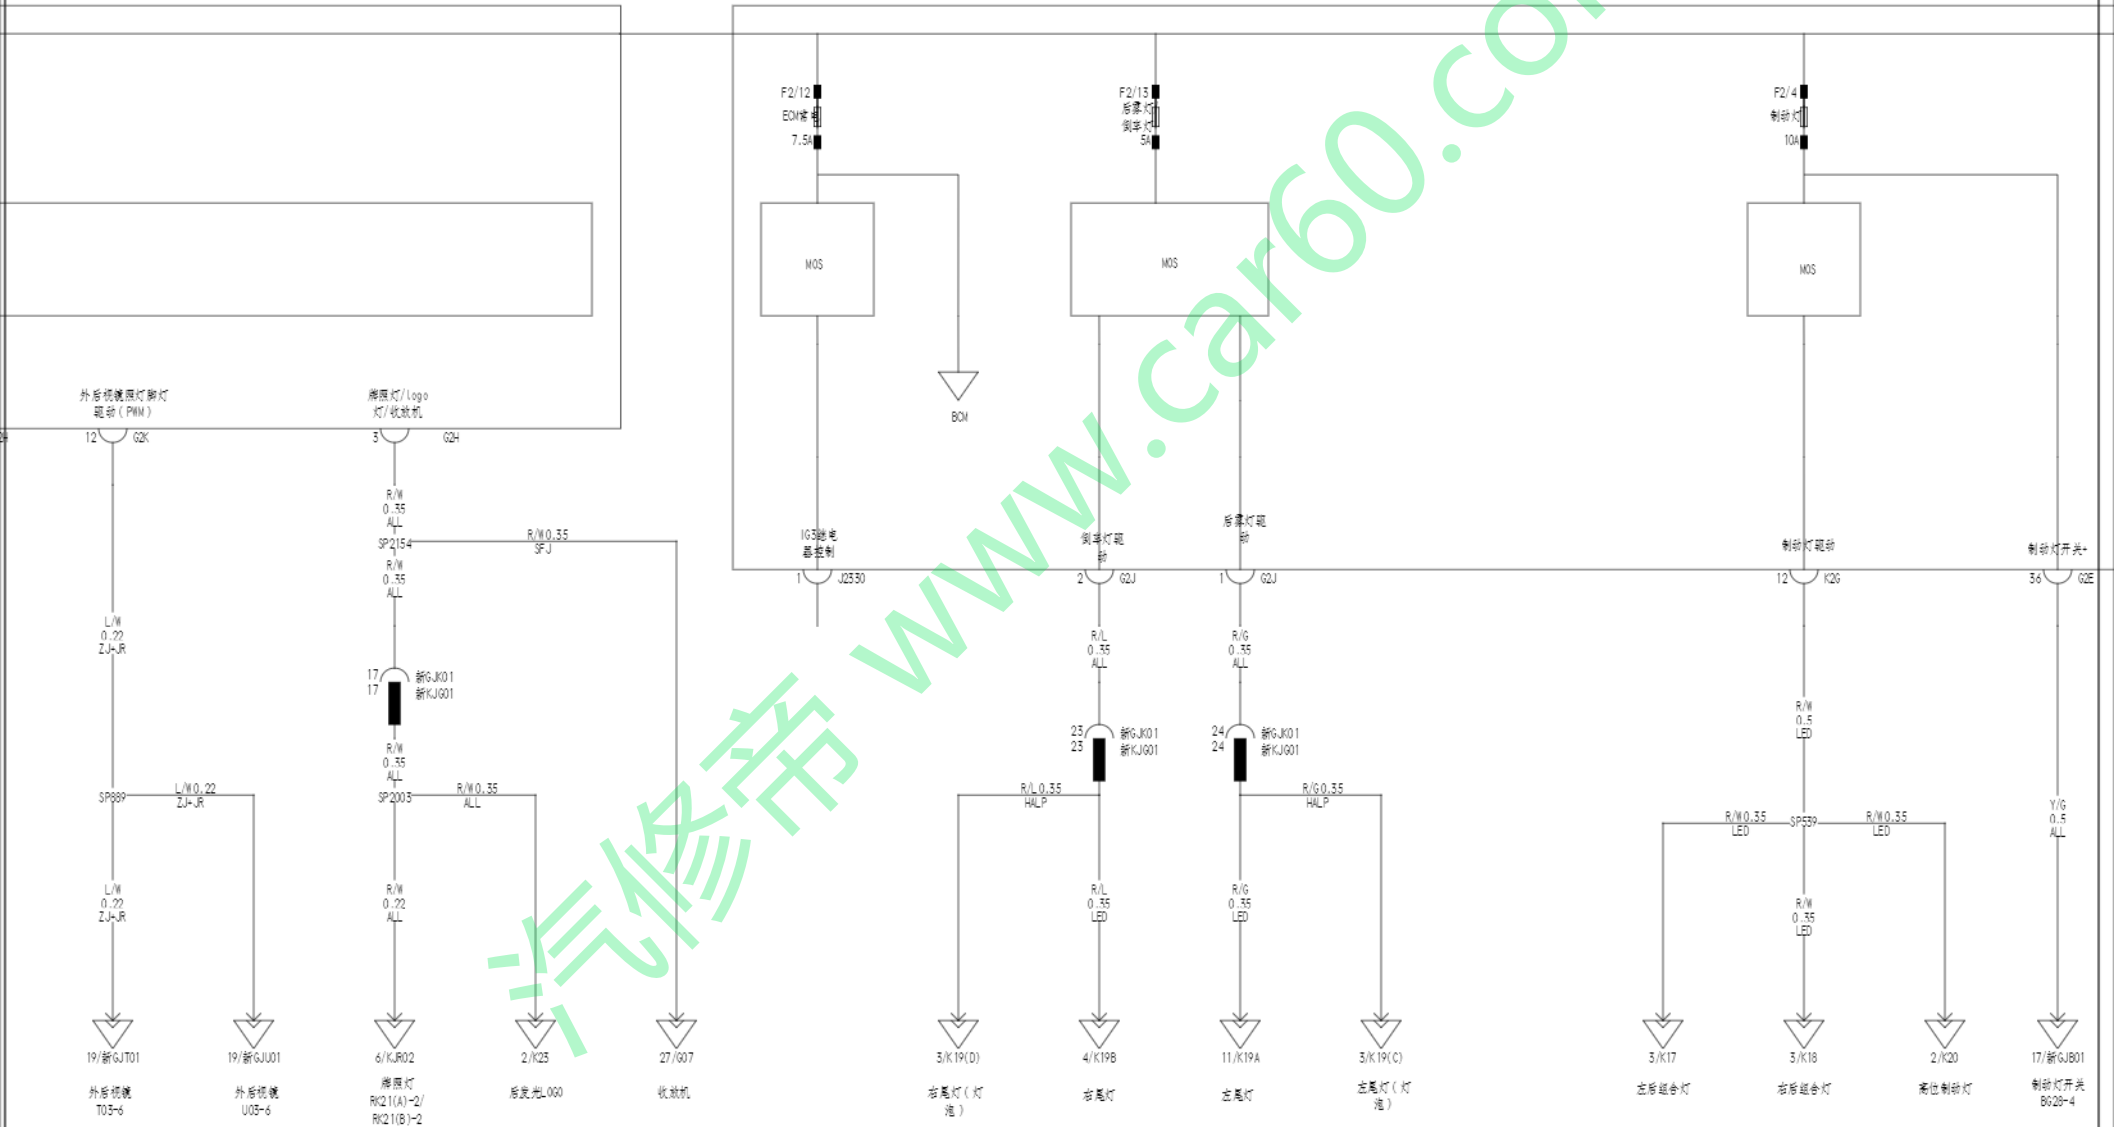 F2/12
ECM常电
7.5A
F2/13
后雾灯
倒车灯
5A
F2/4
制动灯
10A
MOS
MOS
MOS
外后视镜照灯脚灯
驱动(PWM)
牌照灯/logo
灯/收放机
BCM
12
G2K
3
G2H
IG3继电
器控制
倒车灯驱
动
后雾灯驱
动
制动灯驱动
制动灯开关+
1
J2530
2
G2J
1
G2J
12
K2G
36
G2E
R/W
0.35
ALL
SP2154
R/W0.35
SFJ
R/W
0.35
ALL
L/W
0.22
ZJ+JR
17
新GJK01
17
新KJG01
R/L
0.35
ALL
R/G
0.35
ALL
R/W
0.5
LED
23
新GJK01
23
新KJG01
24
新GJK01
24
新KJG01
R/W
0.35
ALL
SP889
L/W0.22
ZJ+JR
SP2003
R/W0.35
ALL
R/L0.35
HALP
R/G0.35
HALP
R/W0.35
LED
SP539
R/W0.35
LED
Y/G
0.5
ALL
L/W
0.22
ZJ+JR
R/W
0.22
ALL
R/L
0.35
LED
R/G
0.35
LED
R/W
0.35
LED
19/新GJT01
外后视镜
T03-6
19/新GJU01
外后视镜
U03-6
6/KJR02
牌照灯
RK21(A)-2/
RK21(B)-2
2/K23
后发光LOGO
27/G07
收放机
3/K19(D)
右尾灯(灯
泡)
4/K19B
右尾灯
11/K19A
左尾灯
3/K19(C)
左尾灯(灯
泡)
3/K17
左后组合灯
3/K18
右后组合灯
2/K20
高位制动灯
17/新GJB01
制动灯开关
BG28-4
汽修帝 www.car60.co